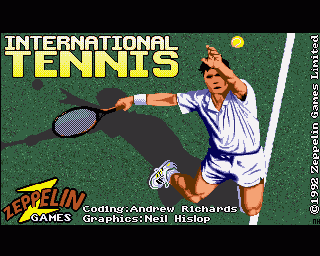 INTERNATIONAL
TENNIS
©1992 Zeppelin Games Limited
ZEPPELIN
GAMES
Coding:Andrew Richards
Graphics:Neil Hislop